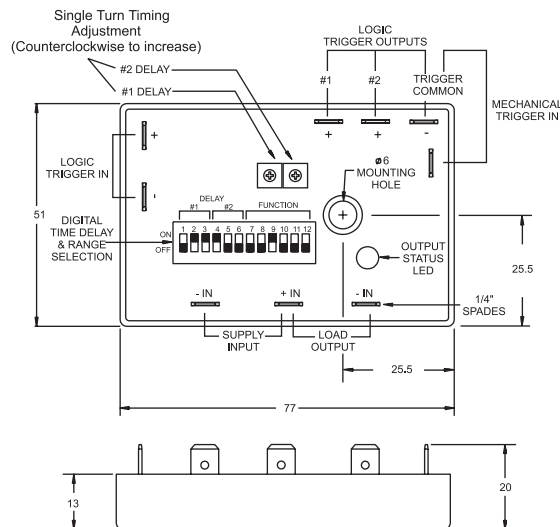 Single Turn Timing
Adjustment
(Counterclockwise to increase)
#2 DELAY
#1 DELAY
LOGIC
TRIGGER OUTPUTS
#1
#2
TRIGGER
COMMON
MECHANICAL
TRIGGER IN
+
+
-
+
LOGIC
TRIGGER IN
-
ø6
MOUNTING
HOLE
51
DIGITAL
TIME DELAY
& RANGE
SELECTION
DELAY
#1
#2
FUNCTION
1 2 3 4 5 6 7 8 9 10 11 12
ON
OFF
OUTPUT
STATUS
LED
25.5
- IN
+ IN
- IN
1/4"
SPADES
SUPPLY
INPUT
LOAD
OUTPUT
25.5
77
13
20